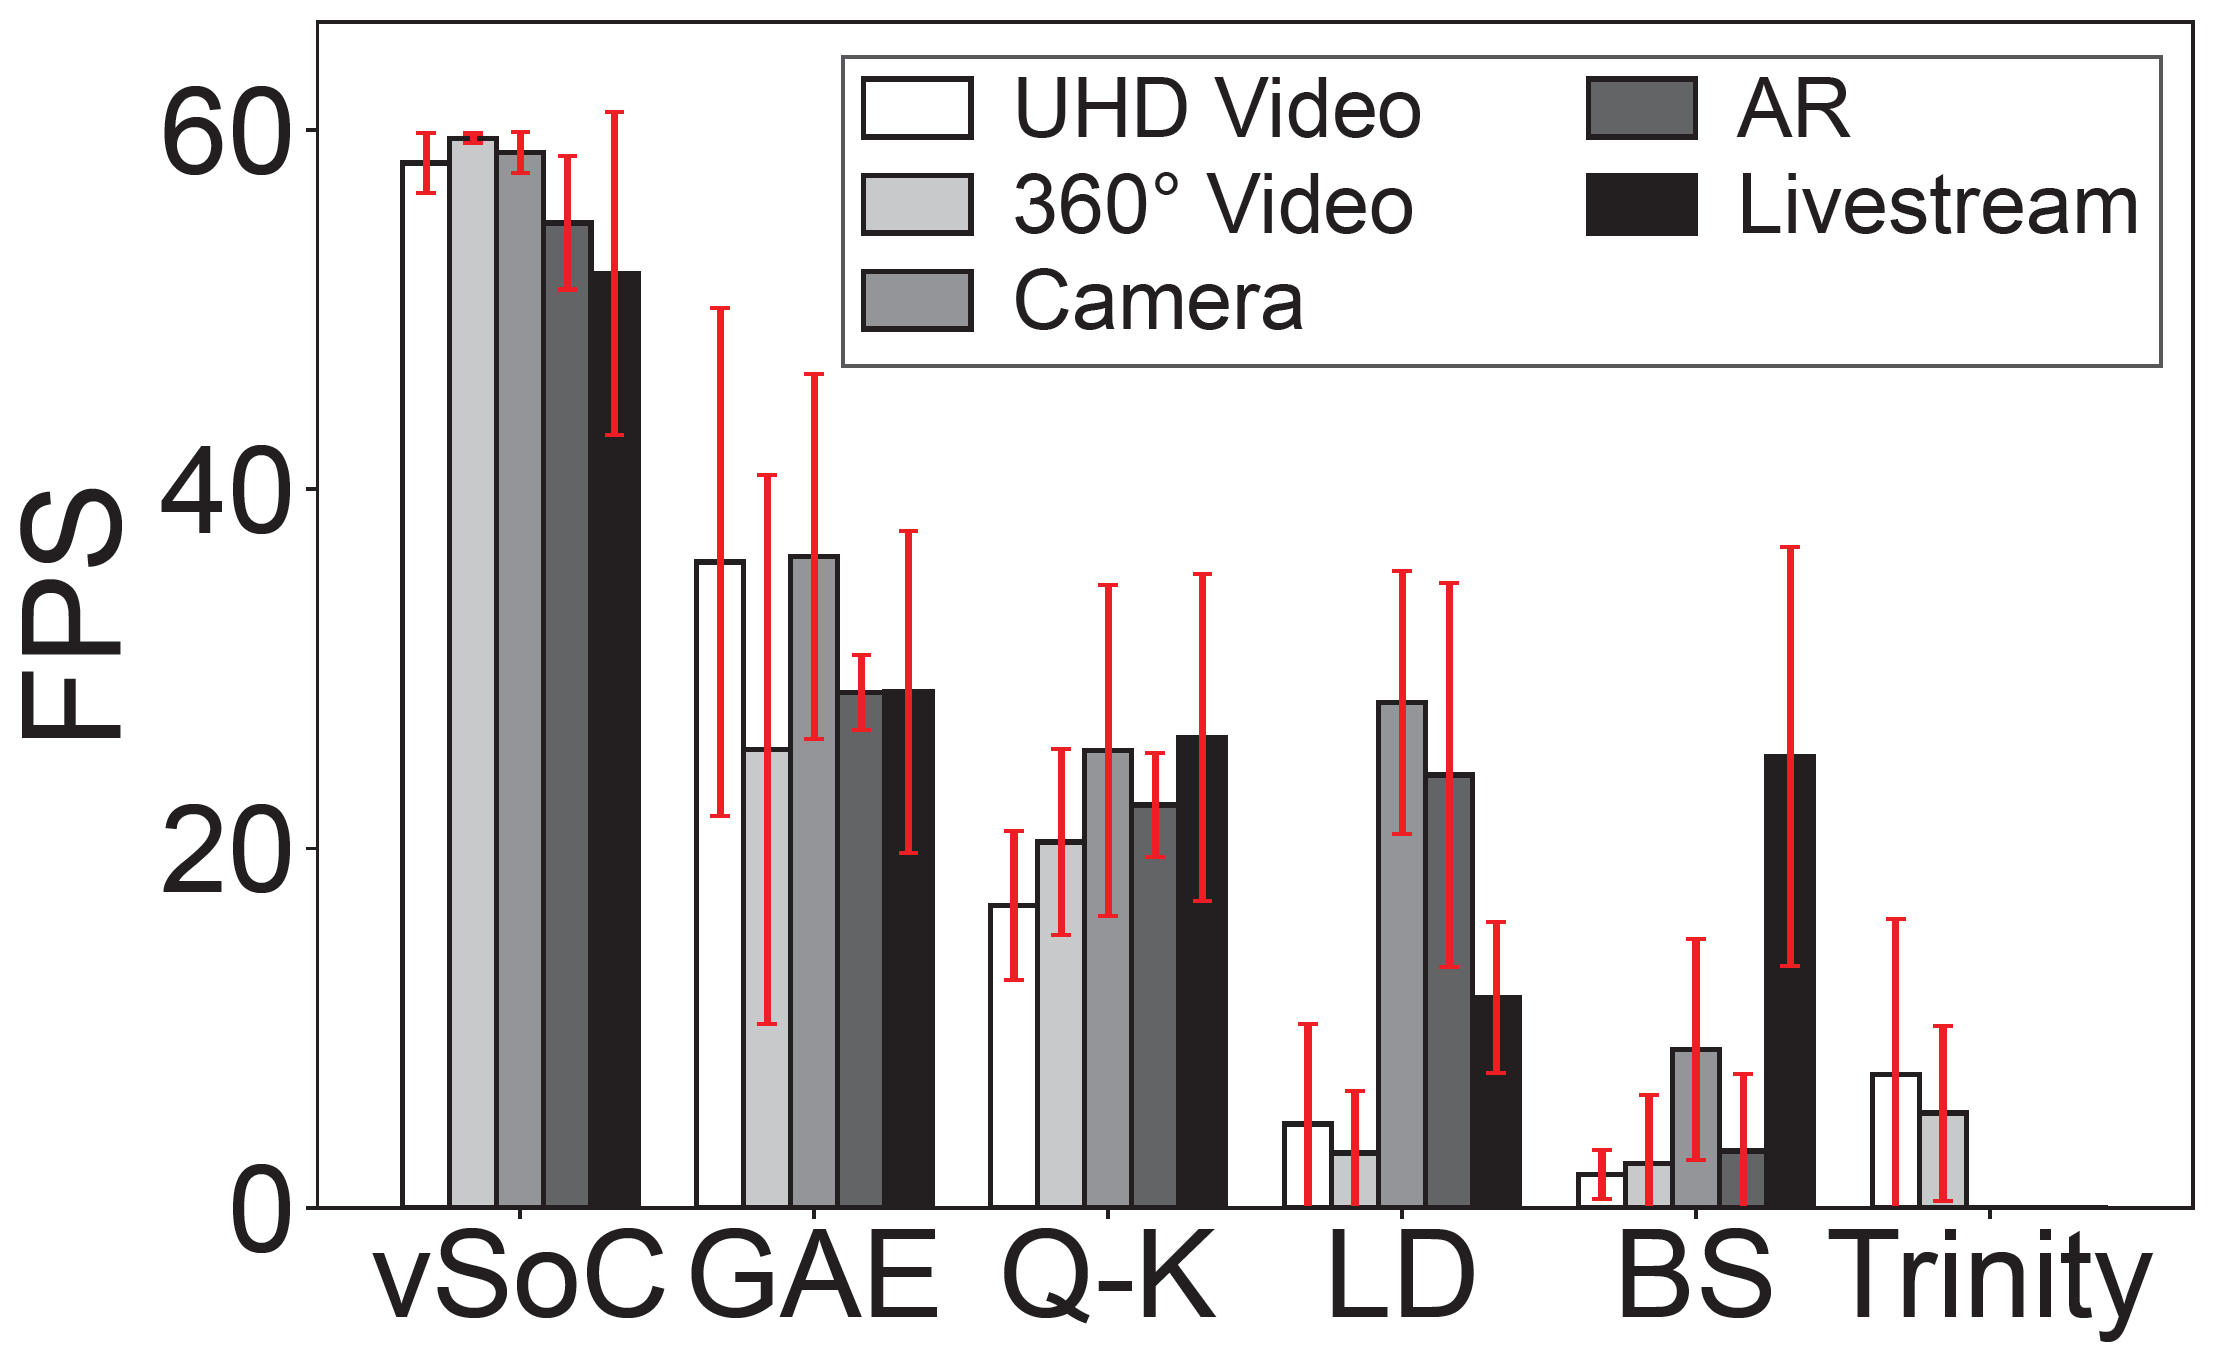 FPS
60
40
20
0
UHD Video
360° Video
Camera
AR
Livestream
vSoC GAE Q-K LD BS Trinity